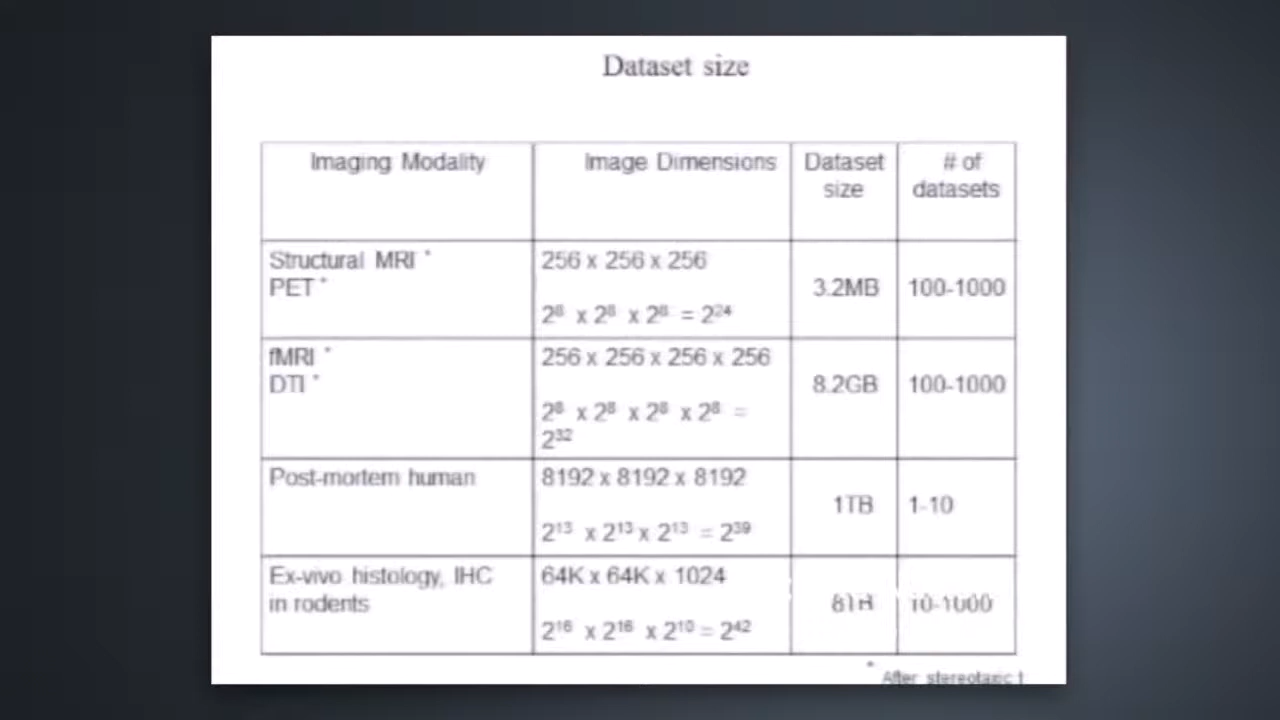 Dataset size
Imaging Modality
Image Dimensions
Dataset size
# of datasets
Structural MRI *
PET *
256 x 256 x 256
2⁸ x 2⁸ x 2⁸ = 2²⁴
3.2MB
100-1000
fMRI *
DTI *
256 x 256 x 256 x 256
2⁸ x 2⁸ x 2⁸ x 2⁸ =
2³²
8.2GB
100-1000
Post-mortem human
8192 x 8192 x 8192
2¹³ x 2¹³ x 2¹³ = 2³⁹
1TB
1-10
Ex-vivo histology, IHC
in rodents
64K x 64K x 1024
2¹⁶ x 2¹⁶ x 2¹⁰ = 2⁴²
10-1000
* After stereotaxic t